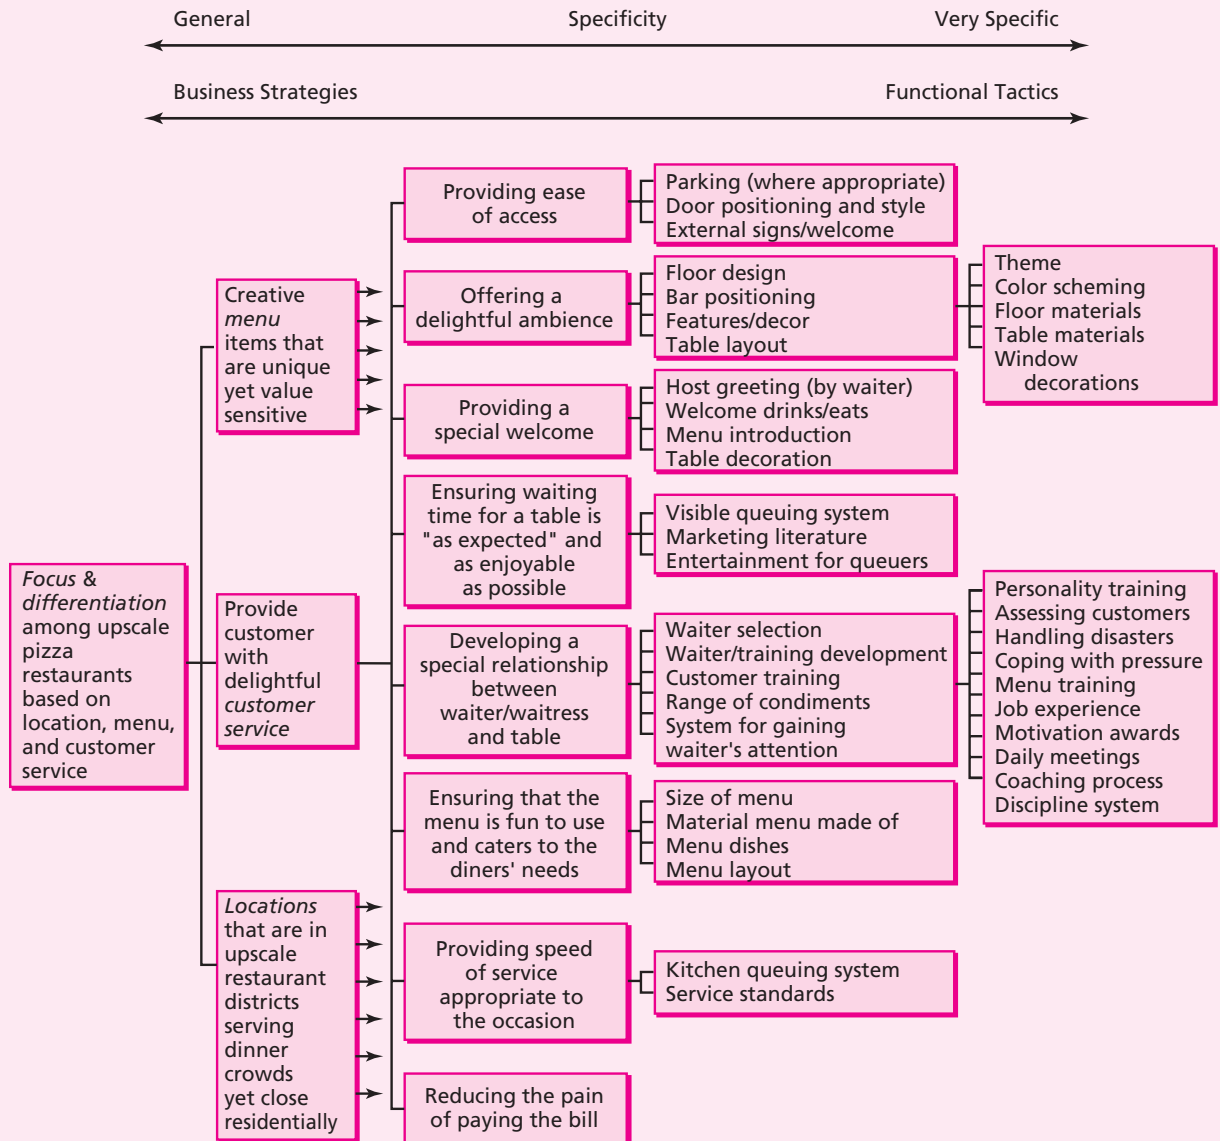 General
Specificity
Very Specific
Business Strategies
Functional Tactics
Focus &
differentiation
among upscale
pizza
restaurants
based on
location, menu,
and customer
service
Creative
menu
items that
are unique
yet value
sensitive
Provide
customer
with
delightful
customer
service
Locations
that are in
upscale
restaurant
districts
serving
dinner
crowds
yet close
residentially
Providing ease
of access
Parking (where appropriate)
Door positioning and style
External signs/welcome
Offering a
delightful ambience
Floor design
Bar positioning
Features/decor
Table layout
Theme
Color scheming
Floor materials
Table materials
Window
decorations
Providing a
special welcome
Host greeting (by waiter)
Welcome drinks/eats
Menu introduction
Table decoration
Ensuring waiting
time for a table is
"as expected" and
as enjoyable
as possible
Visible queuing system
Marketing literature
Entertainment for queuers
Developing a
special relationship
between
waiter/waitress
and table
Waiter selection
Waiter/training development
Customer training
Range of condiments
System for gaining
waiter's attention
Personality training
Assessing customers
Handling disasters
Coping with pressure
Menu training
Job experience
Motivation awards
Daily meetings
Coaching process
Discipline system
Ensuring that the
menu is fun to use
and caters to the
diners' needs
Size of menu
Material menu made of
Menu dishes
Menu layout
Providing speed
of service
appropriate to
the occasion
Kitchen queuing system
Service standards
Reducing the pain
of paying the bill